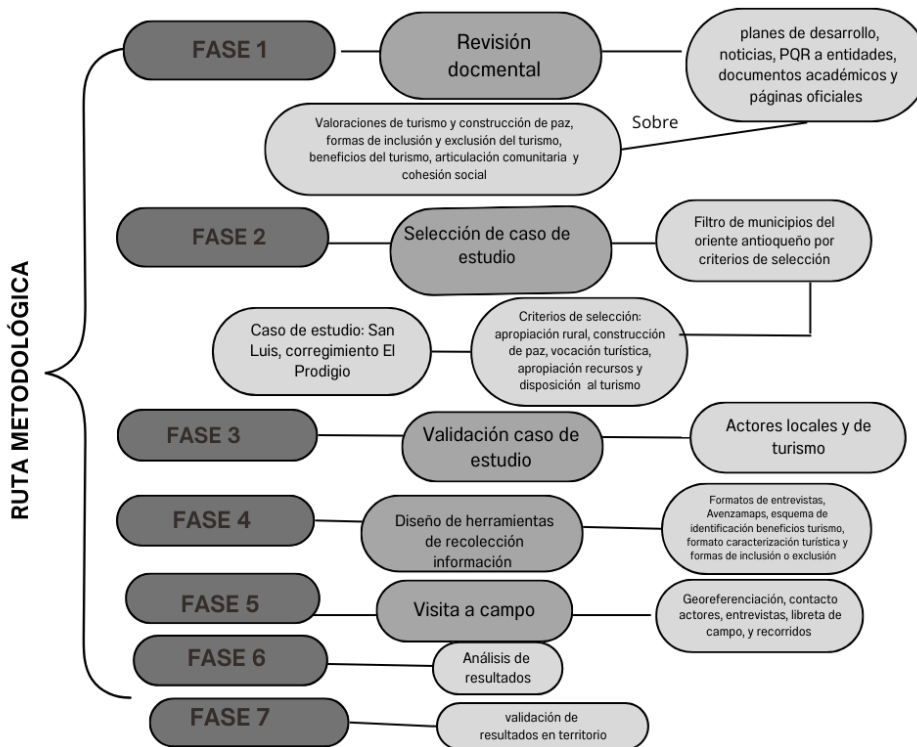 RUTA METODOLÓGICA
FASE 1
Revisión
docmental
planes de desarrollo,
noticias, PQR a entidades,
documentos académicos y
páginas oficiales
Sobre
Valoraciones de turismo y construcción de paz,
formas de inclusión y exclusión del turismo,
beneficios del turismo, articulación comunitaria y
cohesión social
FASE 2
Selección de caso de
estudio
Filtro de municipios del
oriente antioqueño por
criterios de selección
Criterios de selección:
apropiación rural, construcción
de paz, vocación turística,
apropiación recursos y
disposición al turismo
Caso de estudio: San
Luis, corregimiento El
Prodigio
FASE 3
Validación caso de
estudio
Actores locales y de
turismo
FASE 4
Diseño de herramientas
de recolección
información
Formatos de entrevistas,
Avenzamaps, esquema de
identificación beneficios turismo,
formato caracterización turística y
formas de inclusión o exclusión
FASE 5
Visita a campo
Georeferenciación, contacto
actores, entrevistas, libreta de
campo, y recorridos
FASE 6
Análisis de
resultados
FASE 7
validación de
resultados en territorio